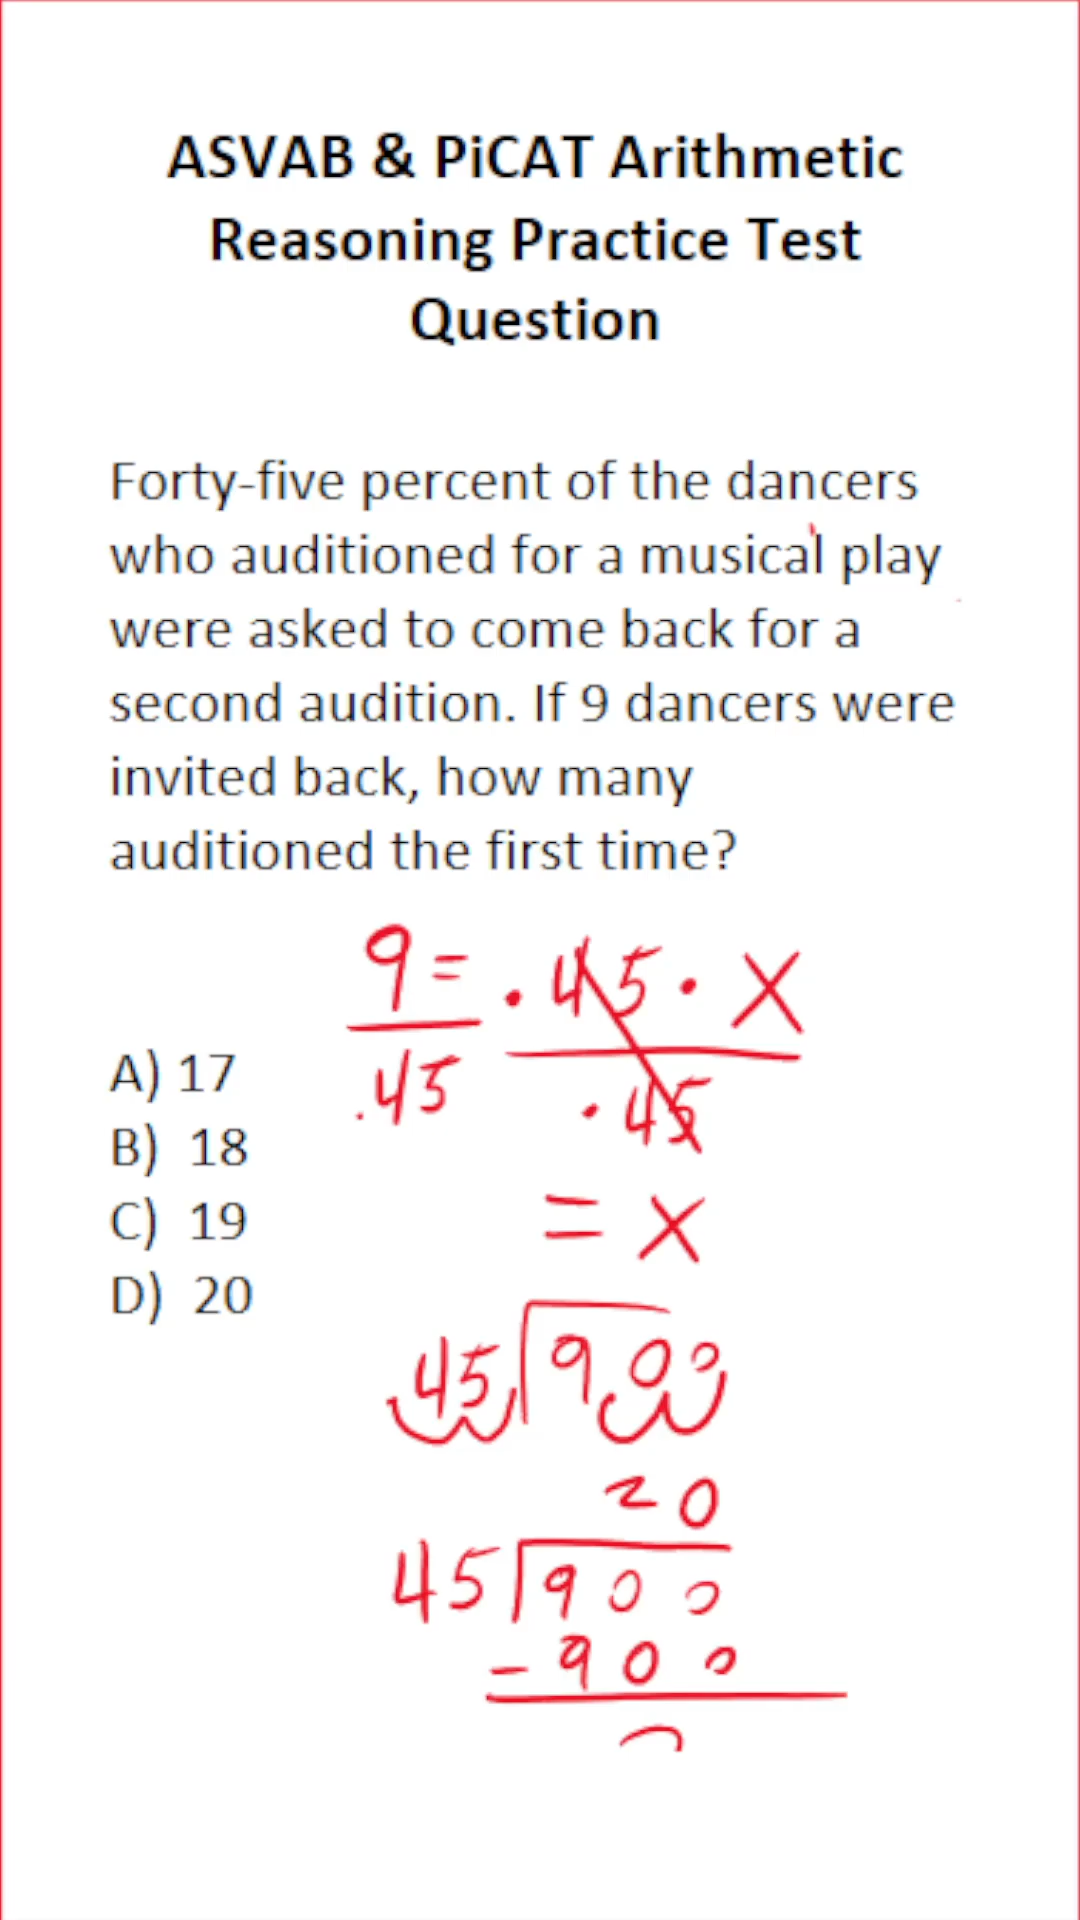 ASVAB & PiCAT Arithmetic
Reasoning Practice Test
Question
Forty-five percent of the dancers
who auditioned for a musical play
were asked to come back for a
second audition. If 9 dancers were
invited back, how many
auditioned the first time?
9 = .45 · X
.45 .45
A) 17
B) 18
= X
C) 19
D) 20
.45 900
20
45 900
- 900
0